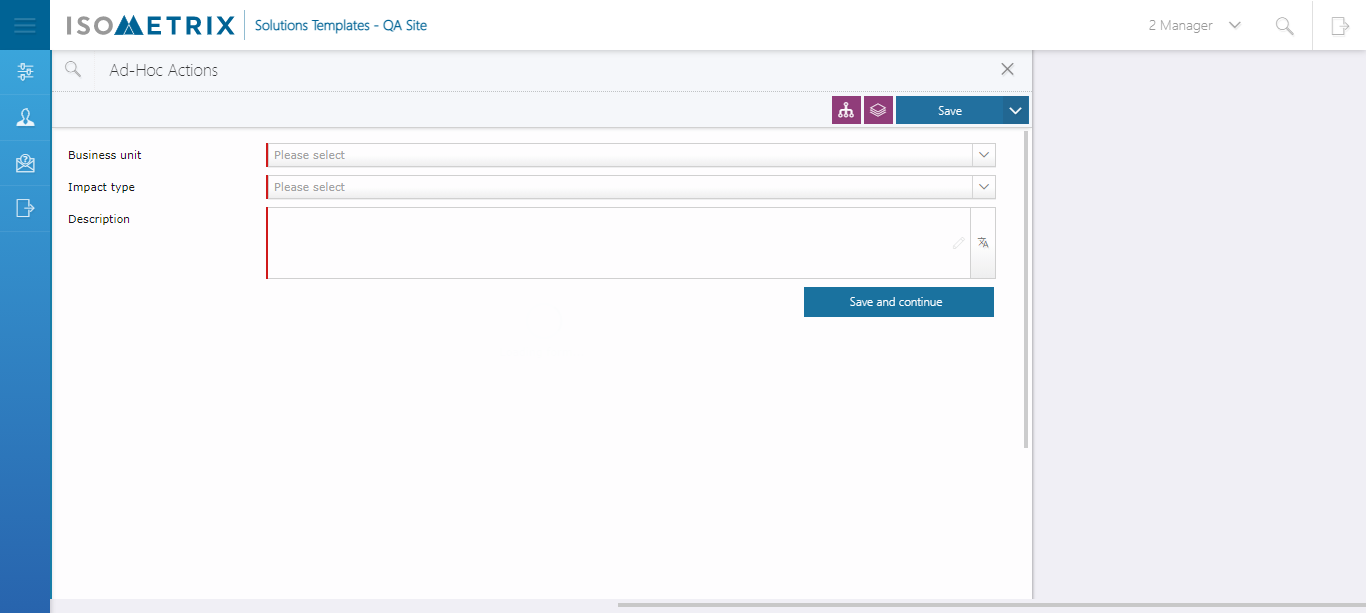 ISOMETRIX
Solutions Templates - QA Site
2 Manager
Ad-Hoc Actions
Save
Business unit
Please select
Impact type
Please select
Description
Save and continue